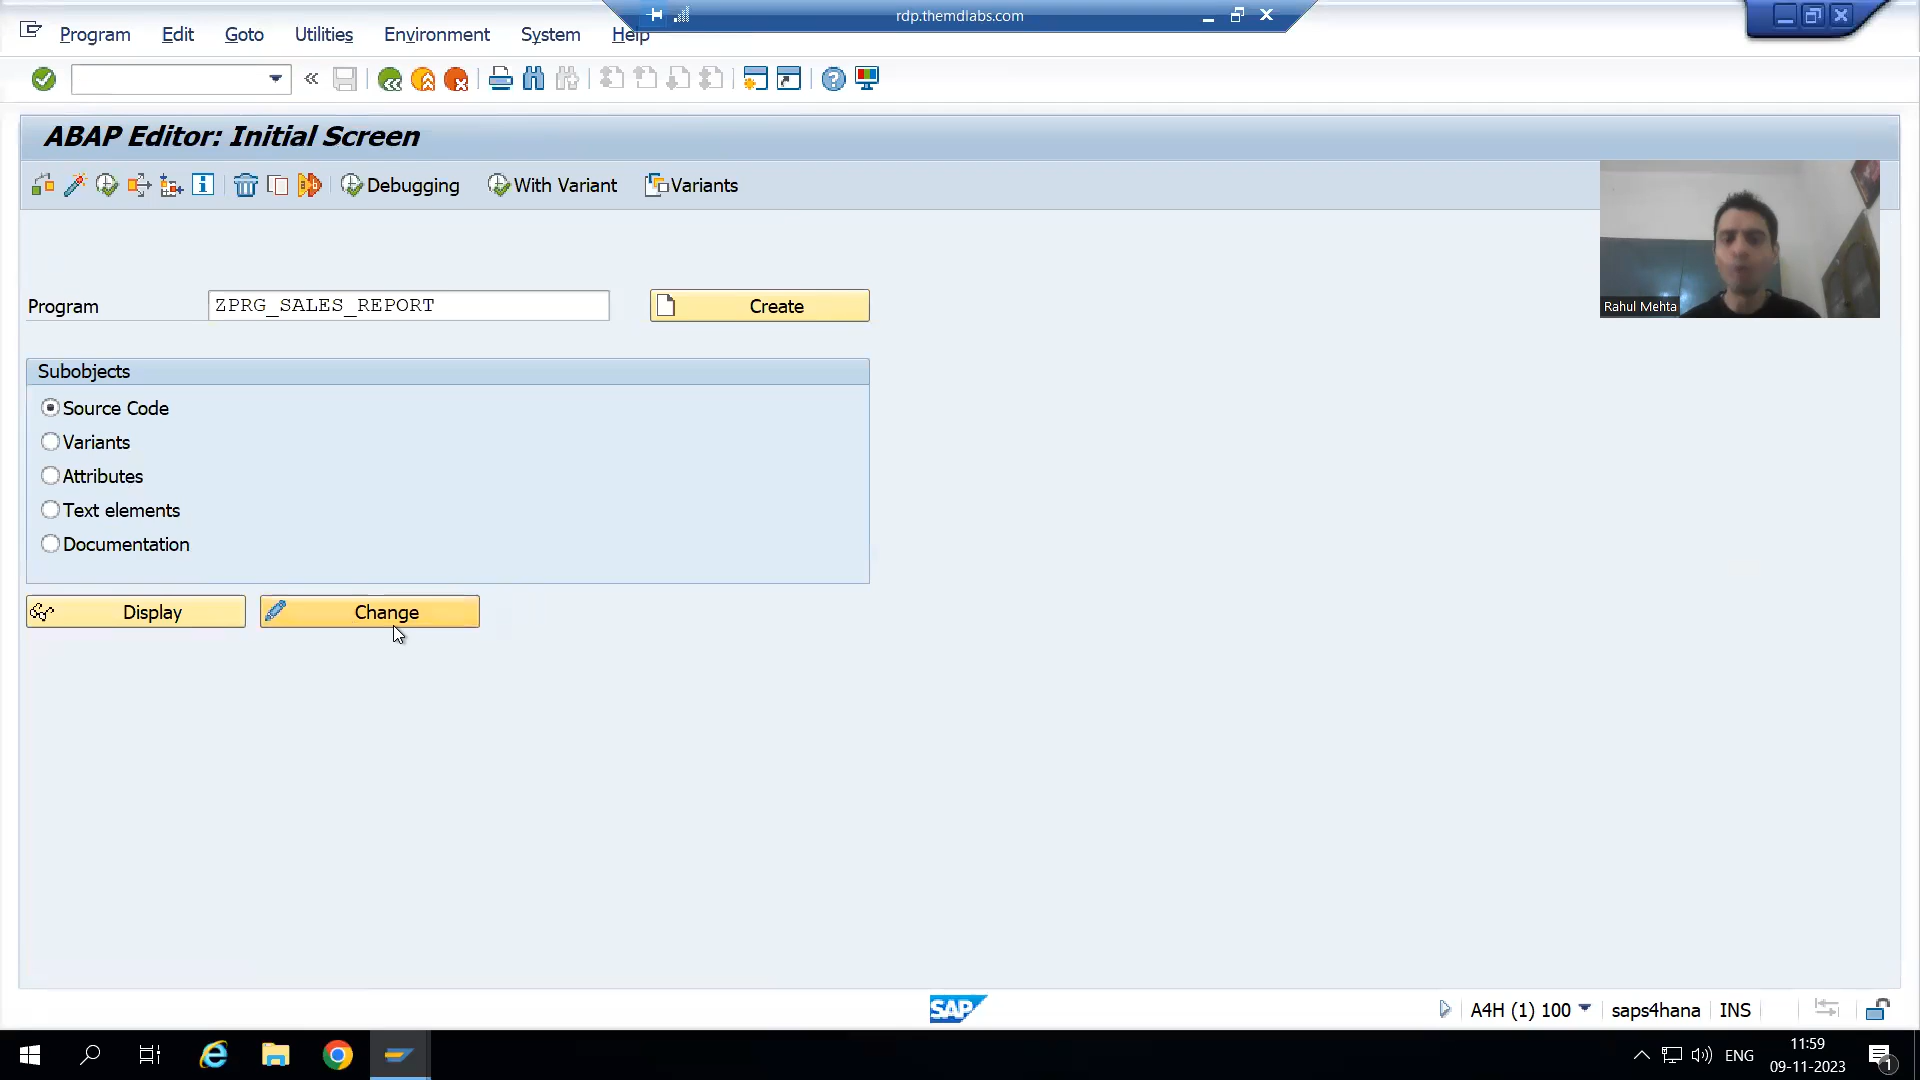 rdp.themdlabs.com
Program Edit Goto Utilities Environment System Help
ABAP Editor: Initial Screen
Debugging With Variant Variants
Rahul Mehta
Program ZPRG_SALES_REPORT Create
Subobjects
Source Code
Variants
Attributes
Text elements
Documentation
Display Change
SAP
A4H (1) 100 saps4hana INS
ENG
11:59
09-11-2023
1